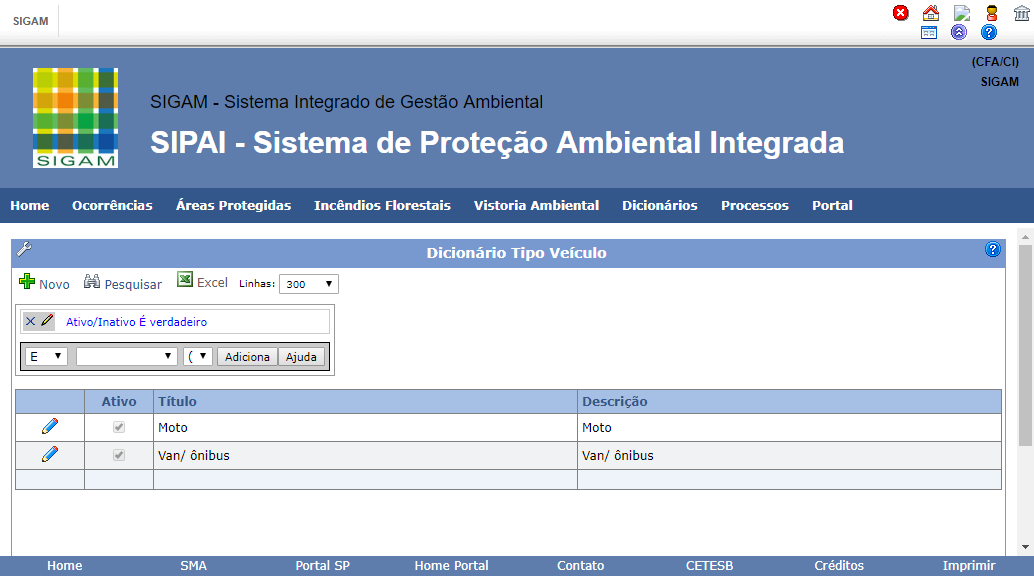 SIGAM
(CFA/CI)
SIGAM
SIGAM
SIGAM - Sistema Integrado de Gestão Ambiental
SIPAI - Sistema de Proteção Ambiental Integrada
Home Ocorrências Áreas Protegidas Incêndios Florestais Vistoria Ambiental Dicionários Processos Portal
Dicionário Tipo Veículo
Novo Pesquisar Excel Linhas: 300
Ativo/Inativo É verdadeiro
E ( Adiciona Ajuda
Ativo Título Descrição
Moto Moto
Van/ ônibus Van/ ônibus
Home SMA Portal SP Home Portal Contato CETESB Créditos Imprimir